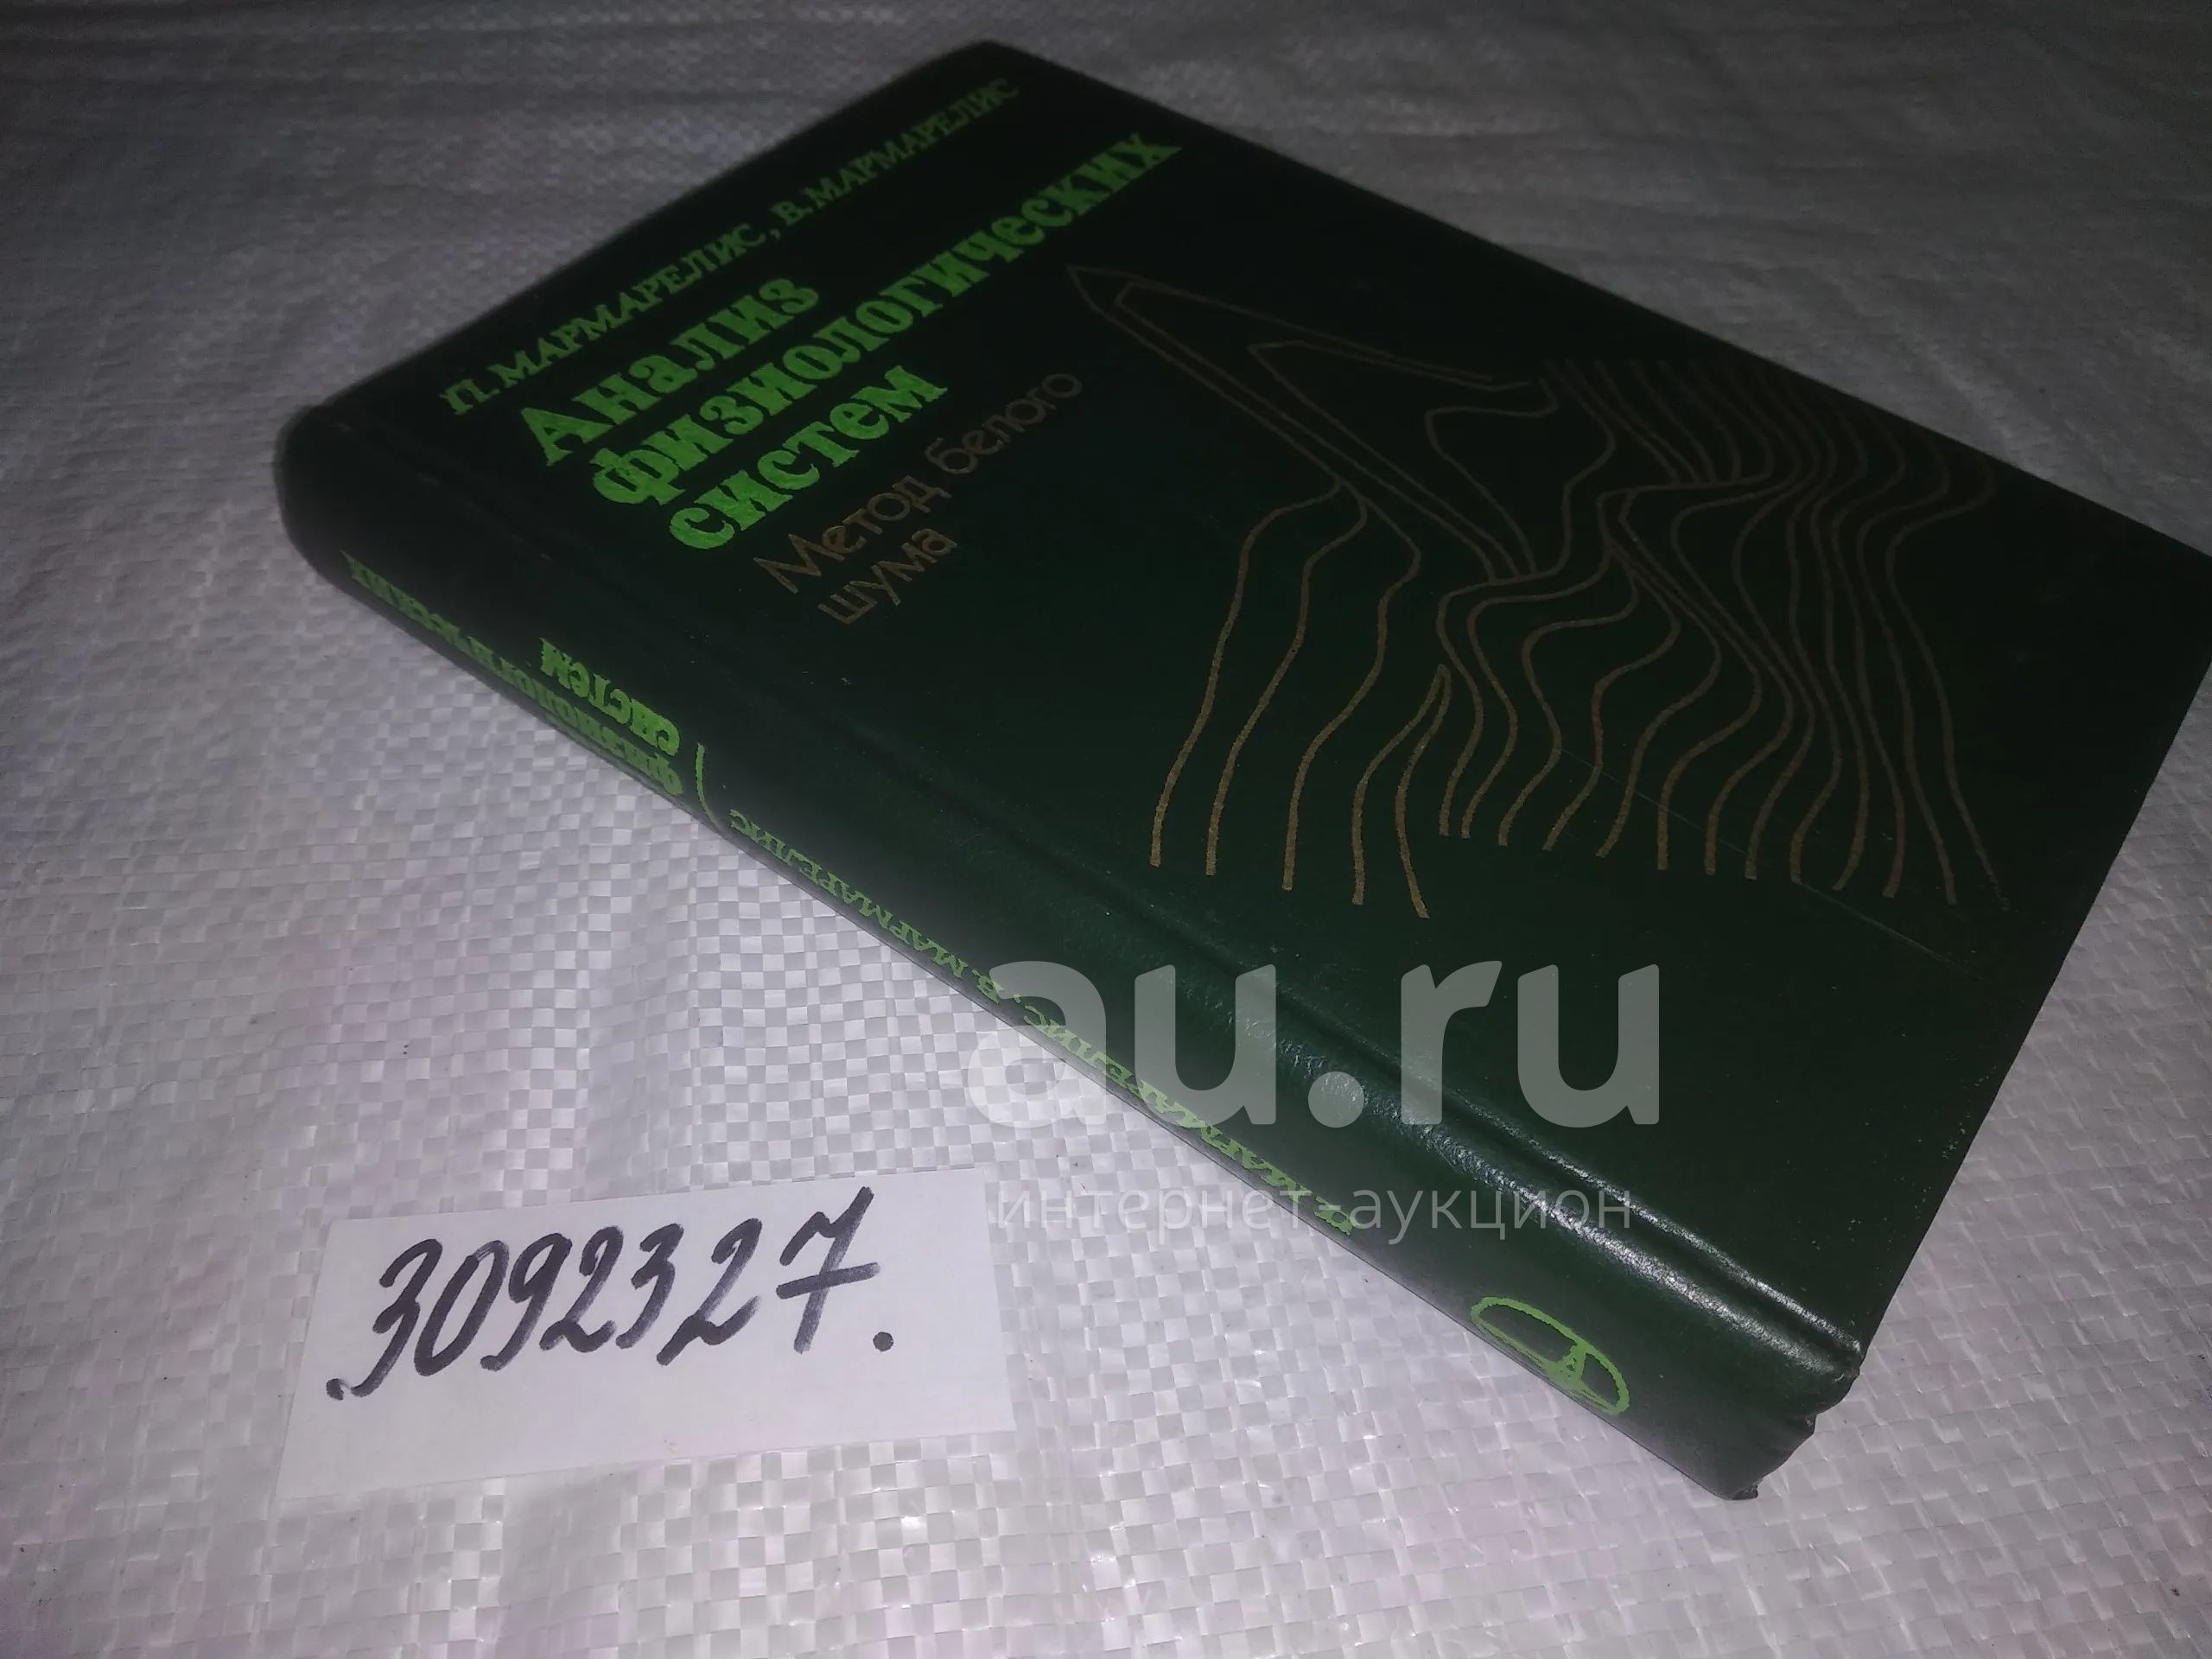 П. МАРМАРЕЛИС, В. МАРМАРЕЛИС
Анализ
физиологических
систем
Метод белого
шума
физиологических
систем
П. МАРМАРЕЛИС, В. МАРМАРЕЛИС
au.ru
интернет-аукцион
.3092327.